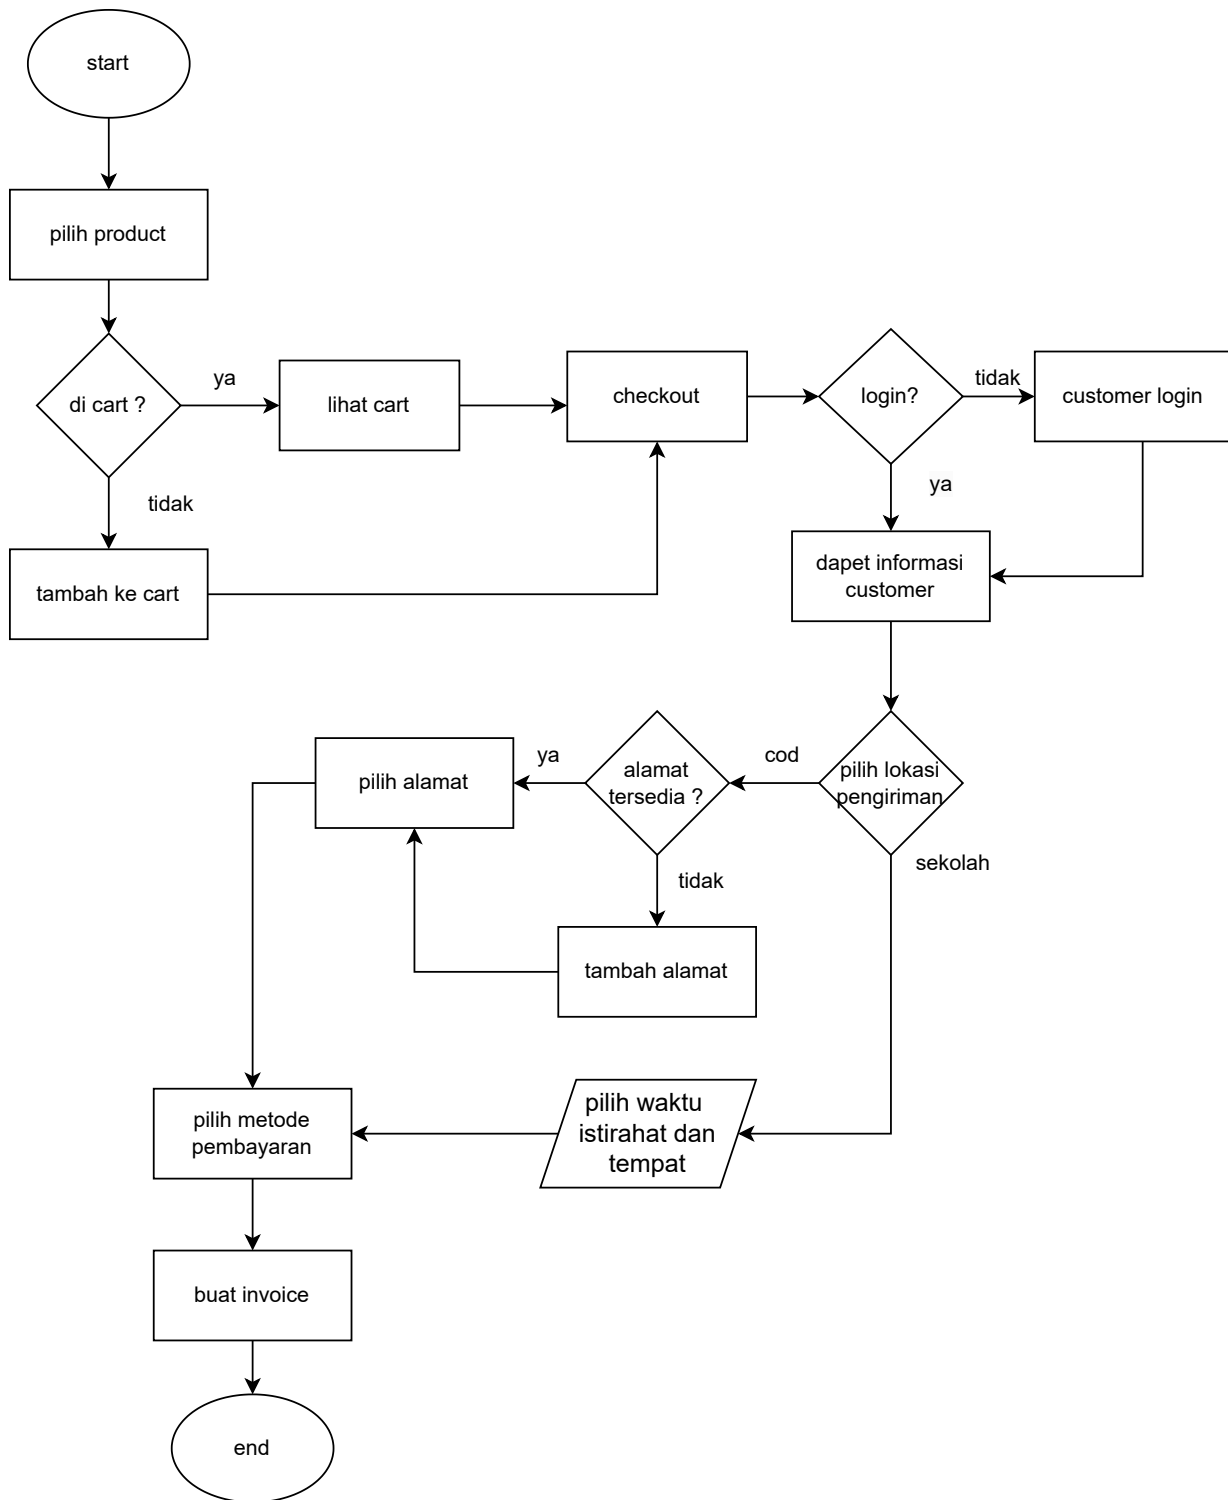 start
pilih product
di cart ?
ya
lihat cart
checkout
login?
tidak
customer login
tidak
ya
tambah ke cart
dapet informasi
customer
pilih lokasi
pengiriman
cod
alamat
tersedia ?
ya
pilih alamat
sekolah
tidak
tambah alamat
pilih waktu
istirahat dan
tempat
pilih metode
pembayaran
buat invoice
end